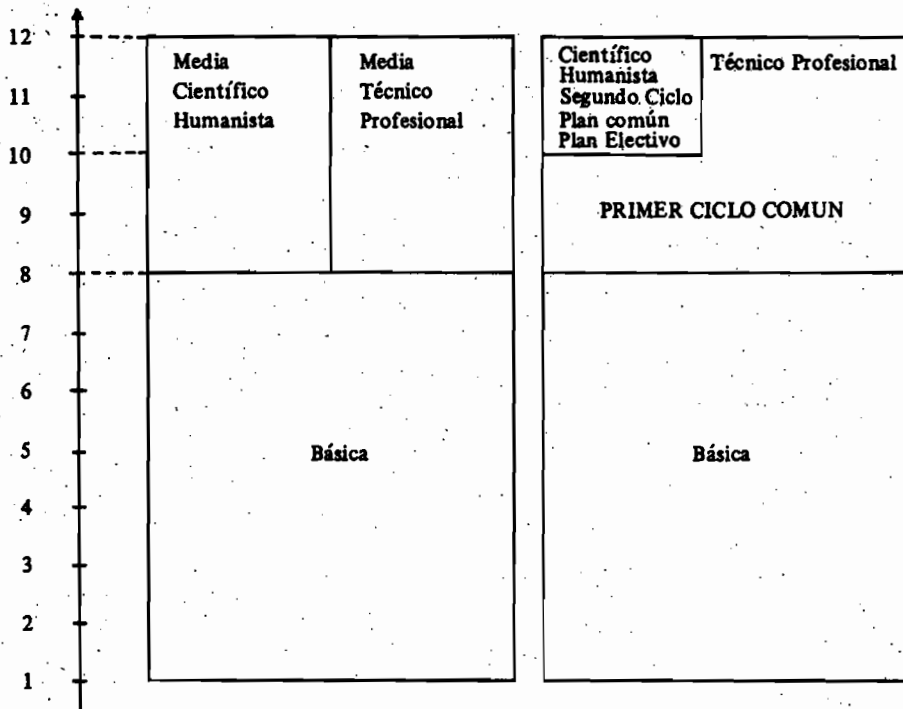 12
11
10
9
8
7
6
5
4
3
2
1
Media
Científico
Humanista
Media
Técnico
Profesional
Básica
Científico
Humanista
Segundo Ciclo
Plan común
Plan Electivo
Técnico Profesional
PRIMER CICLO COMUN
Básica